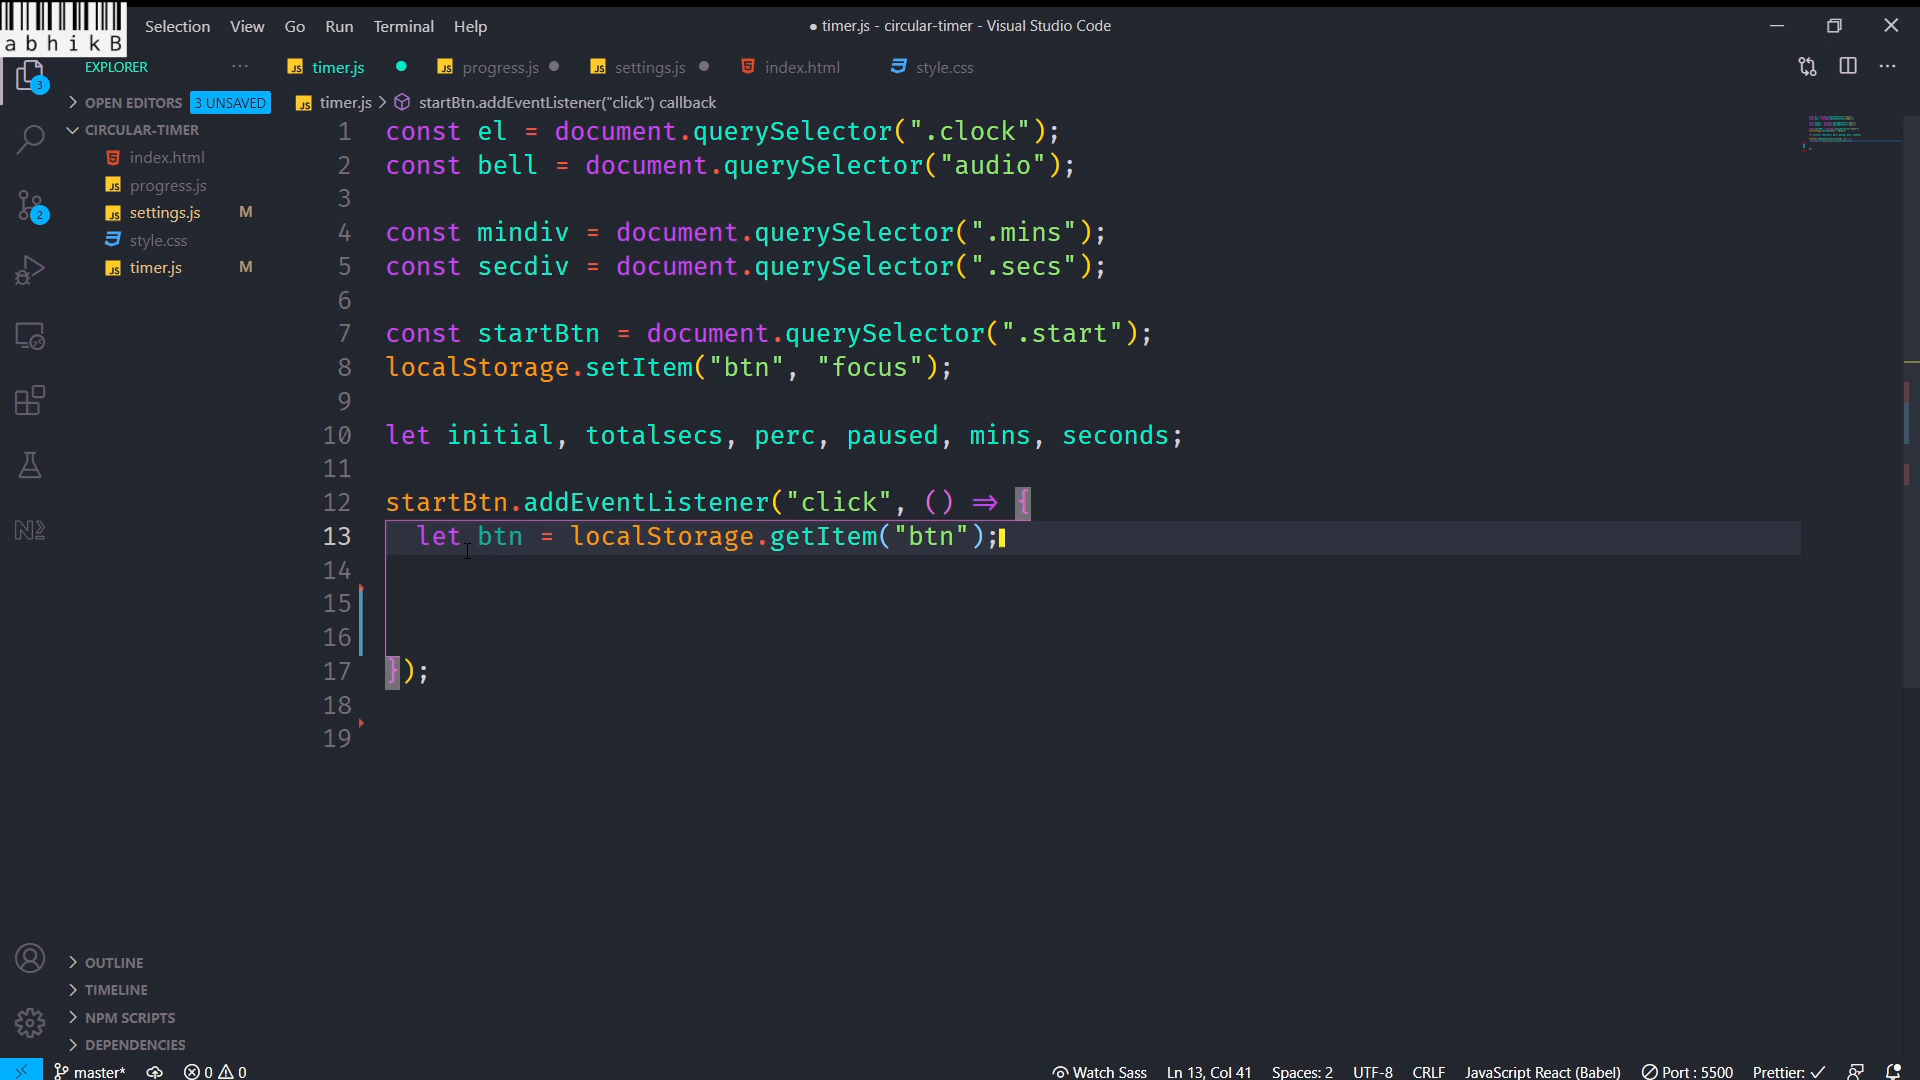 abhikB
Selection View Go Run Terminal Help
● timer.js - circular-timer - Visual Studio Code
EXPLORER
timer.js
progress.js
settings.js
index.html
style.css
OPEN EDITORS 3 UNSAVED
timer.js > startBtn.addEventListener("click") callback
CIRCULAR-TIMER
index.html
progress.js
settings.js M
style.css
timer.js M
3
2
1 const el = document.querySelector(".clock");
2 const bell = document.querySelector("audio");
3
4 const mindiv = document.querySelector(".mins");
5 const secdiv = document.querySelector(".secs");
6
7 const startBtn = document.querySelector(".start");
8 localStorage.setItem("btn", "focus");
9
10 let initial, totalsecs, perc, paused, mins, seconds;
11
12 startBtn.addEventListener("click", () ⇒ {
13 let btn = localStorage.getItem("btn");
14
15
16
17 });
18
19
OUTLINE
TIMELINE
NPM SCRIPTS
DEPENDENCIES
master* 0 0 Watch Sass Ln 13, Col 41 Spaces: 2 UTF-8 CRLF JavaScript React (Babel) Port : 5500 Prettier: ✓